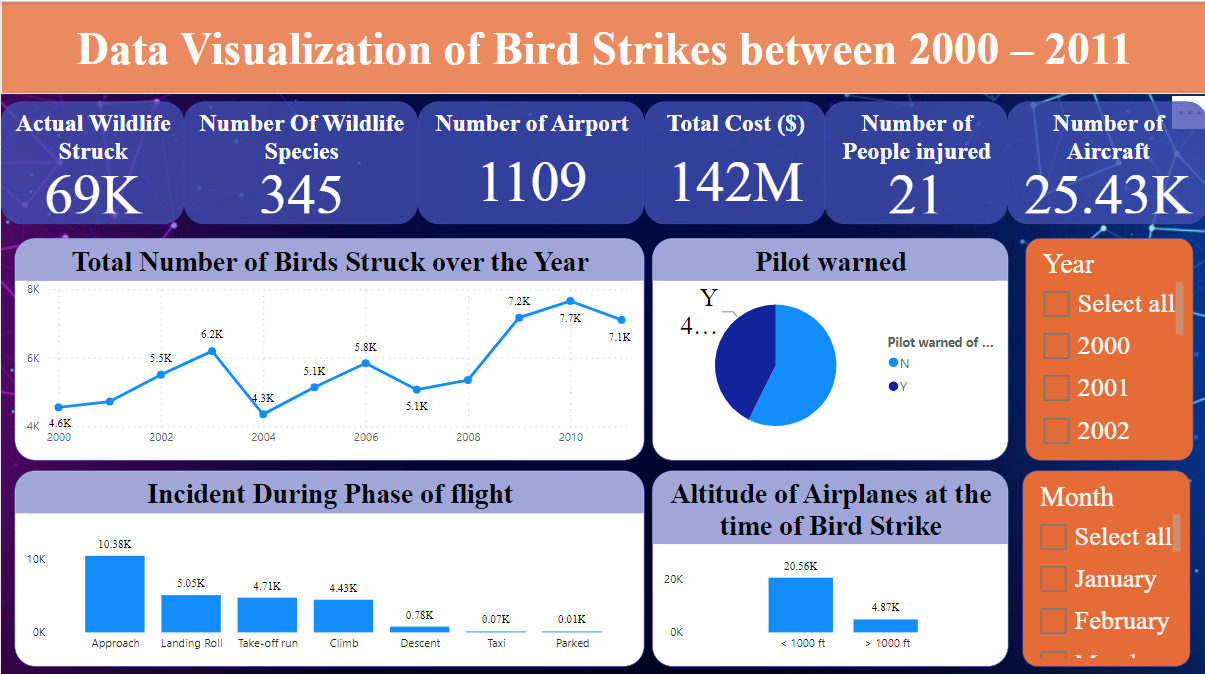 Data Visualization of Bird Strikes between 2000 – 2011
Actual Wildlife
Struck
69K
Number Of Wildlife
Species
345
Number of Airport
1109
Total Cost ($)
142M
Number of
People injured
21
Number of
Aircraft
25.43K
Total Number of Birds Struck over the Year
8K
6K
4K
4.6K
5.5K
6.2K
4.3K
5.1K
5.8K
5.1K
7.2K
7.7K
7.1K
2000
2002
2004
2006
2008
2010
Pilot warned
Y
4…
Pilot warned of ...
N
Y
Year
Select all
2000
2001
2002
Incident During Phase of flight
10K
0K
10.38K
5.05K
4.71K
4.43K
0.78K
0.07K
0.01K
Approach
Landing Roll
Take-off run
Climb
Descent
Taxi
Parked
Altitude of Airplanes at the
time of Bird Strike
20K
0K
20.56K
4.87K
< 1000 ft
> 1000 ft
Month
Select all
January
February